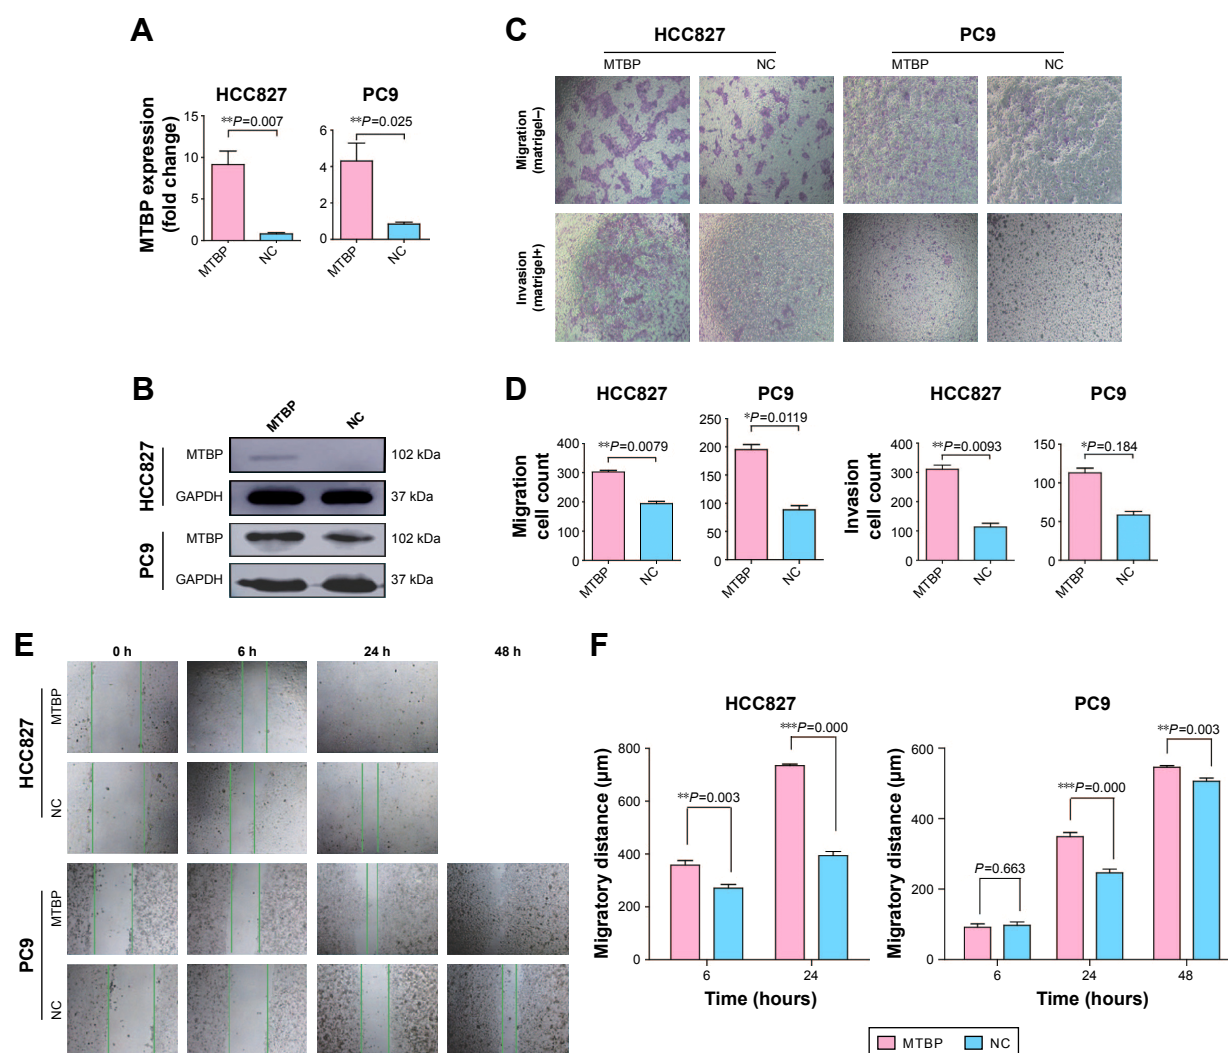 A
HCC827
PC9
MTBP expression
(fold change)
15
10
5
0
**P=0.007
MTBP
NC
6
4
2
0
**P=0.025
MTBP
NC
B
MTBP
NC
HCC827
MTBP
102 kDa
GAPDH
37 kDa
PC9
MTBP
102 kDa
GAPDH
37 kDa
C
HCC827
PC9
MTBP
NC
MTBP
NC
Migration
(matrigel–)
Invasion
(matrigel+)
D
HCC827
Migration
cell count
400
300
200
100
0
**P=0.0079
MTBP
NC
PC9
250
200
150
100
50
0
*P=0.0119
MTBP
NC
HCC827
Invasion
cell count
400
300
200
100
0
**P=0.0093
MTBP
NC
PC9
150
100
50
0
*P=0.184
MTBP
NC
E
0 h
6 h
24 h
48 h
HCC827
MTBP
NC
PC9
MTBP
NC
F
HCC827
Migratory distance (µm)
800
600
400
200
0
**P=0.003
***P=0.000
6
24
Time (hours)
PC9
Migratory distance (µm)
600
400
200
0
P=0.663
***P=0.000
**P=0.003
6
24
48
Time (hours)
MTBP
NC